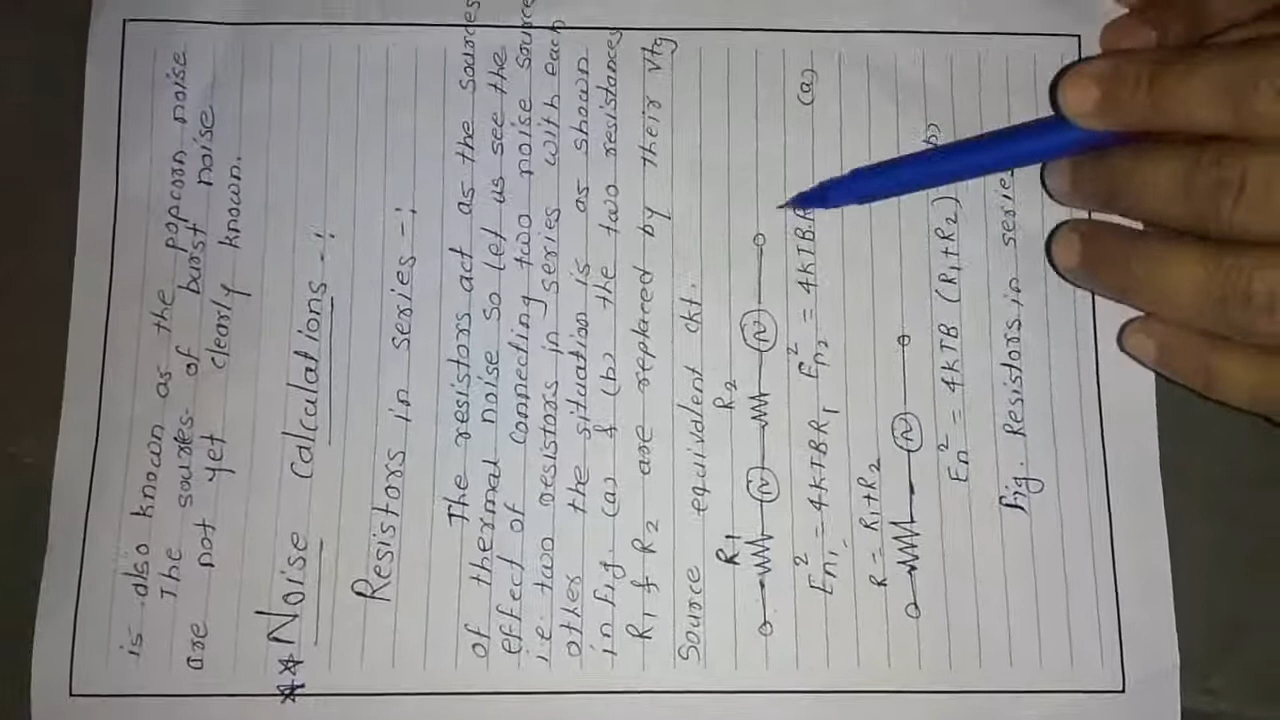 is also known as the popcorn noise
The sources of burst noise
are not yet clearly known.
** Noise Calculations -:
Resistors in series -:
The resistors act as the sources
of thermal noise so let us see the
effect of connecting two noise source
i.e. two resistors in series with each
other the situation is as shown
in fig. (a) & (b) the two resistances
R1 & R2 are replaced by their vtg
Source equivalent ckt.
R1 R2
N N
En1² = 4KTBR1 En2² = 4KTBR (a)
R = R1+R2
N
En² = 4KTB (R1+R2) b)
fig. Resistors in serie